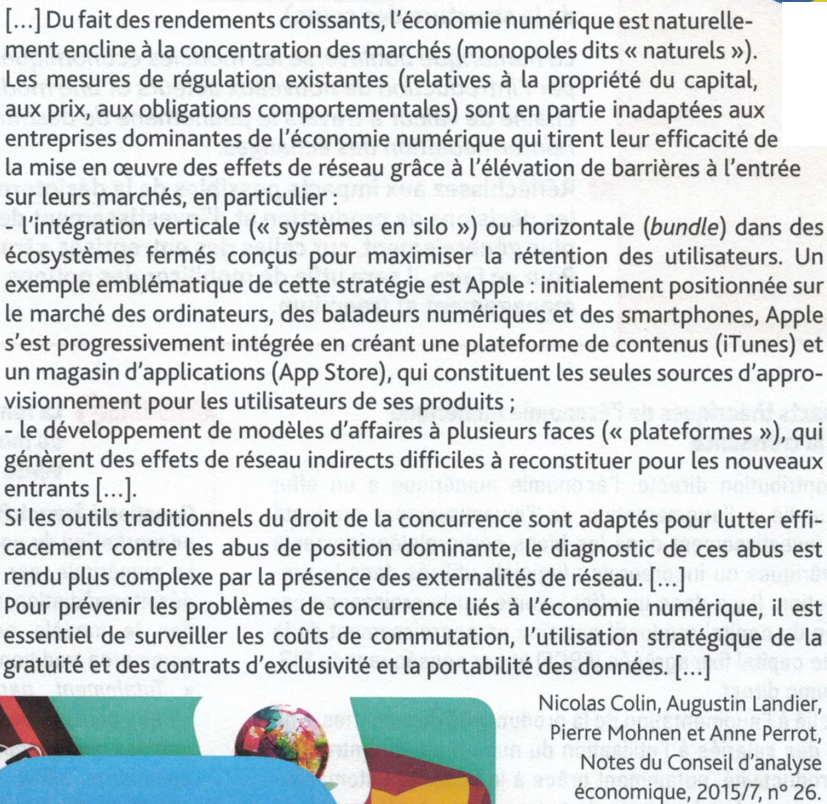 […] Du fait des rendements croissants, l’économie numérique est naturelle-
ment encline à la concentration des marchés (monopoles dits « naturels »).
Les mesures de régulation existantes (relatives à la propriété du capital,
aux prix, aux obligations comportementales) sont en partie inadaptées aux
entreprises dominantes de l’économie numérique, qui tirent leur efficacité de
la mise en œuvre des effets de réseau grâce à l’élévation de barrières à l’entrée
sur leurs marchés, en particulier :
- l’intégration verticale (« systèmes en silo ») ou horizontale (bundle) dans des
écosystèmes fermés conçus pour maximiser la rétention des utilisateurs. Un
exemple emblématique de cette stratégie est Apple : initialement positionnée sur
le marché des ordinateurs, des baladeurs numériques et des smartphones, Apple
s’est progressivement intégrée en créant une plateforme de contenus (iTunes) et
un magasin d’applications (App Store), qui constituent les seules sources d’appro-
visionnement pour les utilisateurs de ses produits ;
- le développement de modèles d’affaires à plusieurs faces (« plateformes »), qui
génèrent des effets de réseau indirects difficiles à reconstituer pour les nouveaux
entrants […].
Si les outils traditionnels du droit de la concurrence sont adaptés pour lutter effi-
cacement contre les abus de position dominante, le diagnostic de ces abus est
rendu plus complexe par la présence des externalités de réseau. […]
Pour prévenir les problèmes de concurrence liés à l’économie numérique, il est
essentiel de surveiller les coûts de commutation, l’utilisation stratégique de la
gratuité et des contrats d’exclusivité et la portabilité des données. […]
Nicolas Colin, Augustin Landier,
Pierre Mohnen et Anne Perrot,
Notes du Conseil d’analyse
économique, 2015/7, n° 26.